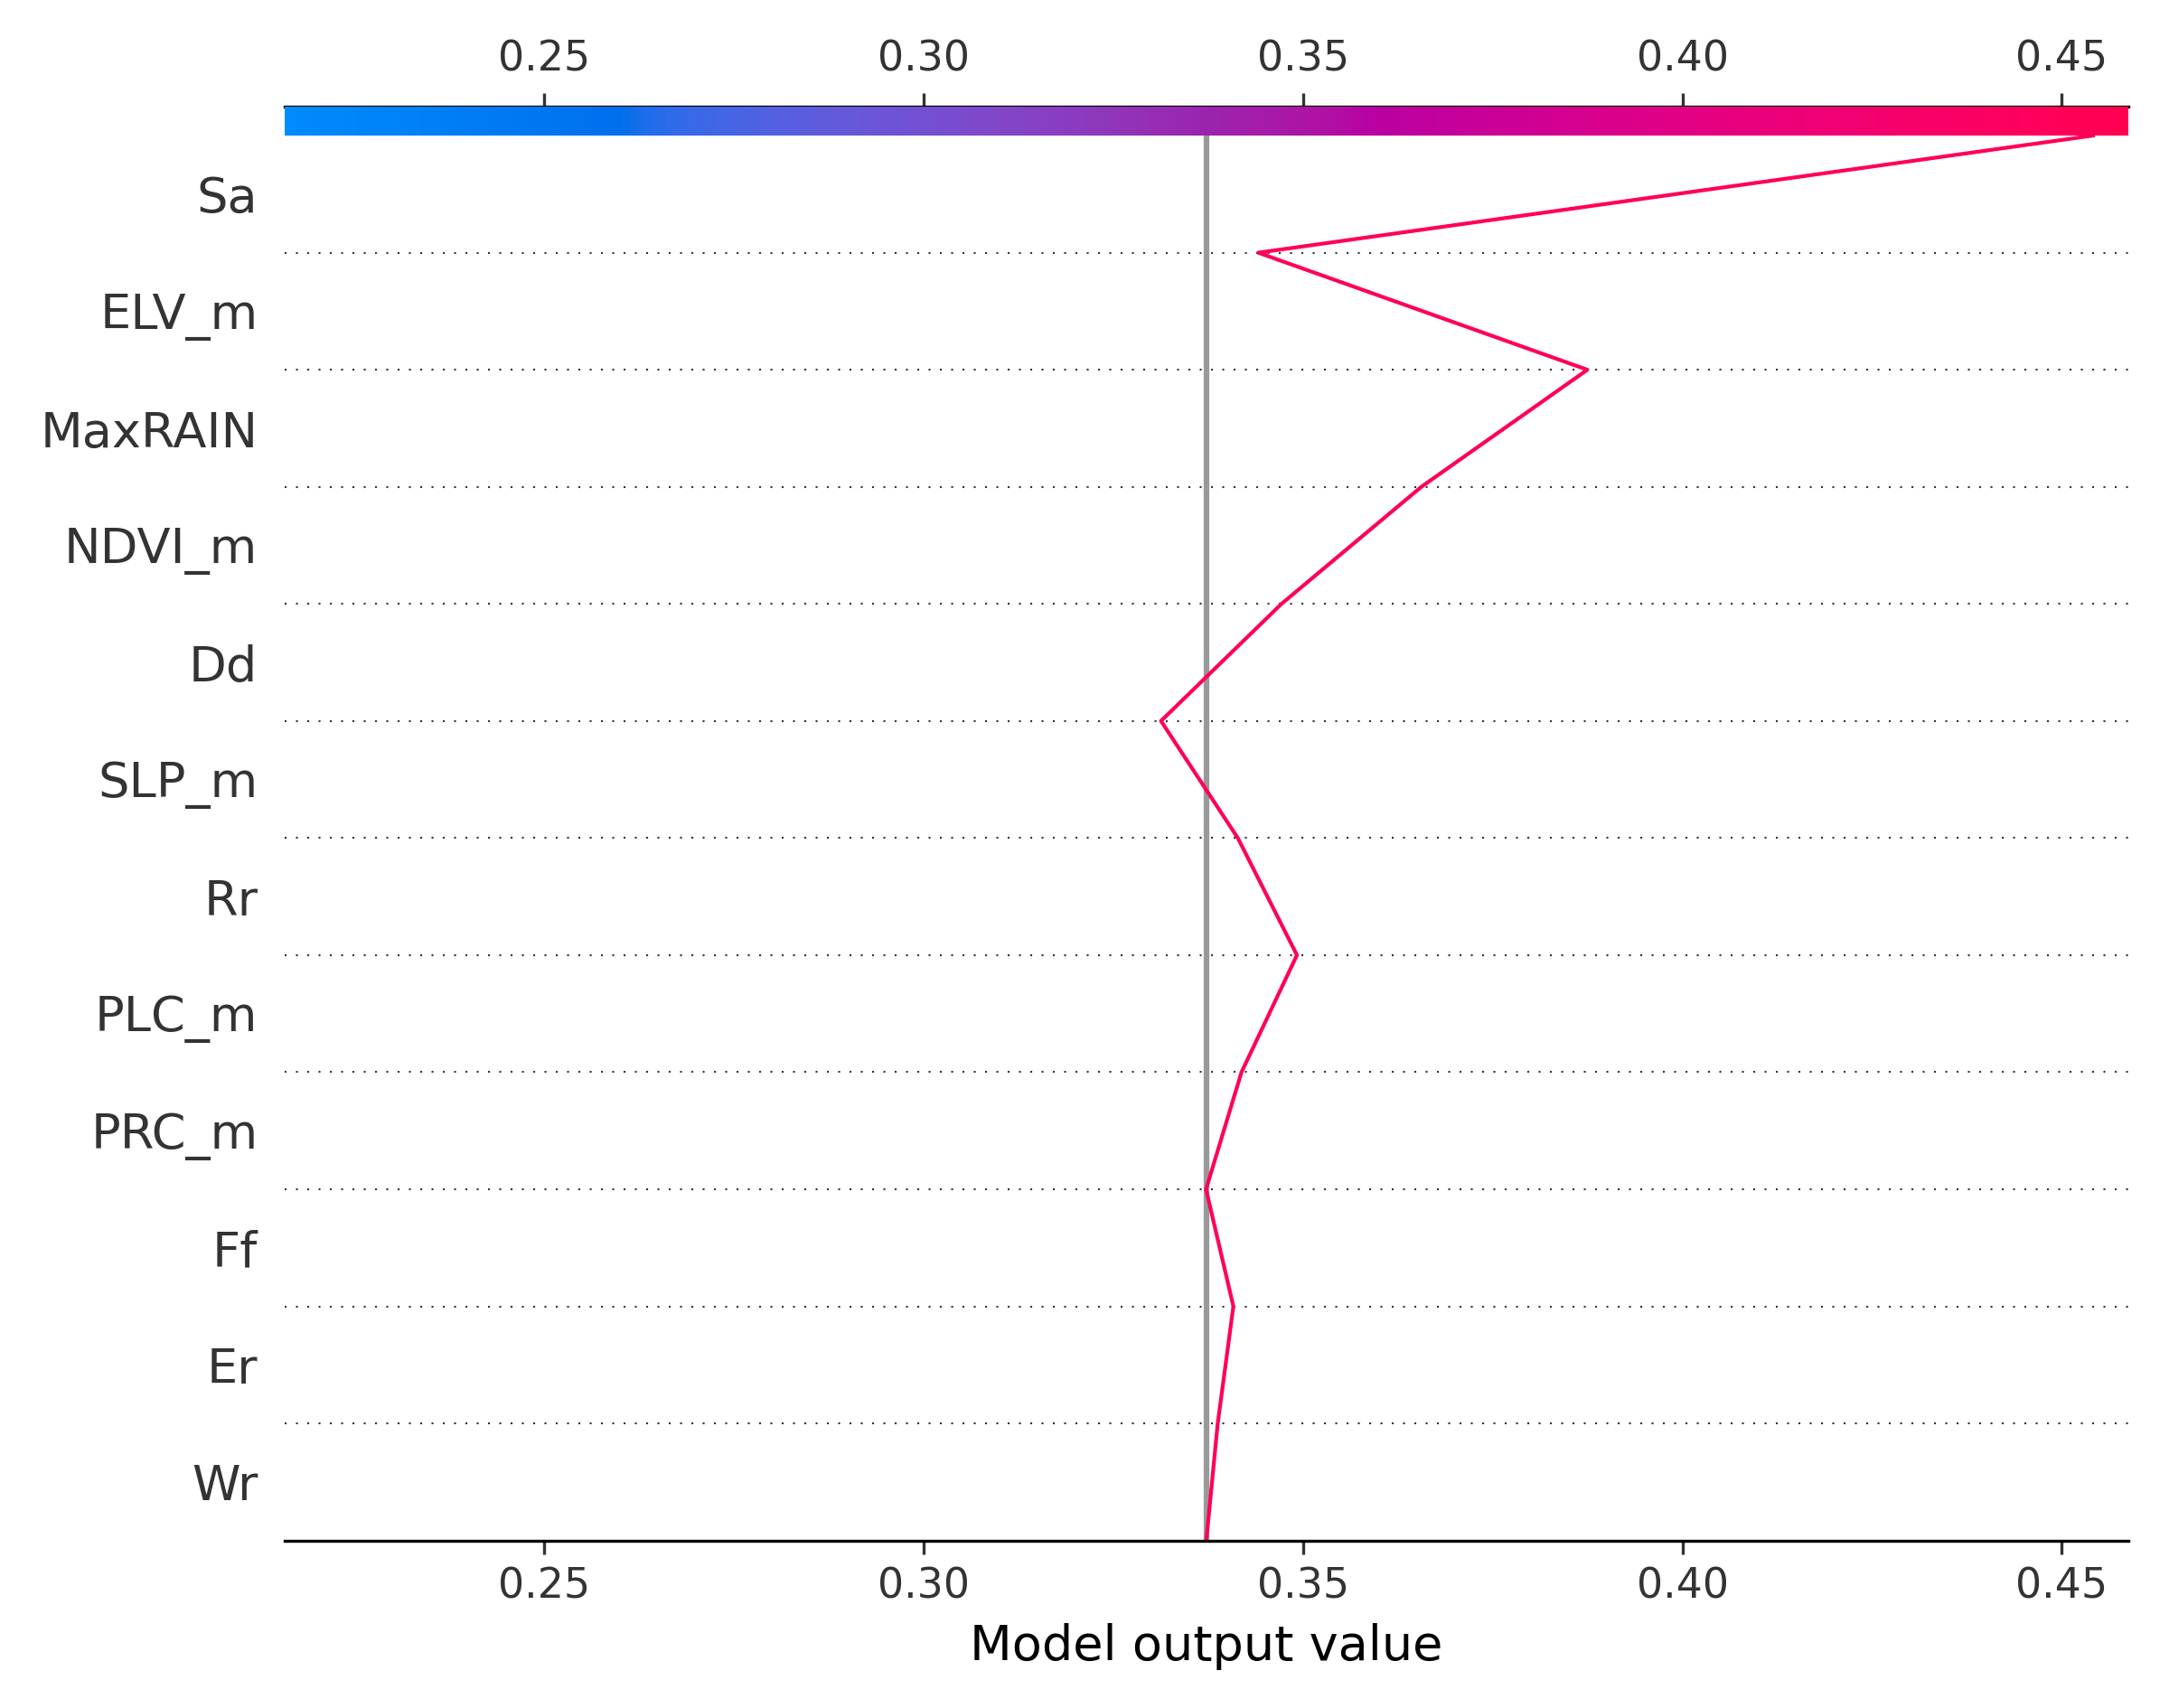 0.25 0.30 0.35 0.40 0.45
Sa
ELV_m
MaxRAIN
NDVI_m
Dd
SLP_m
Rr
PLC_m
PRC_m
Ff
Er
Wr
0.25 0.30 0.35 0.40 0.45
Model output value